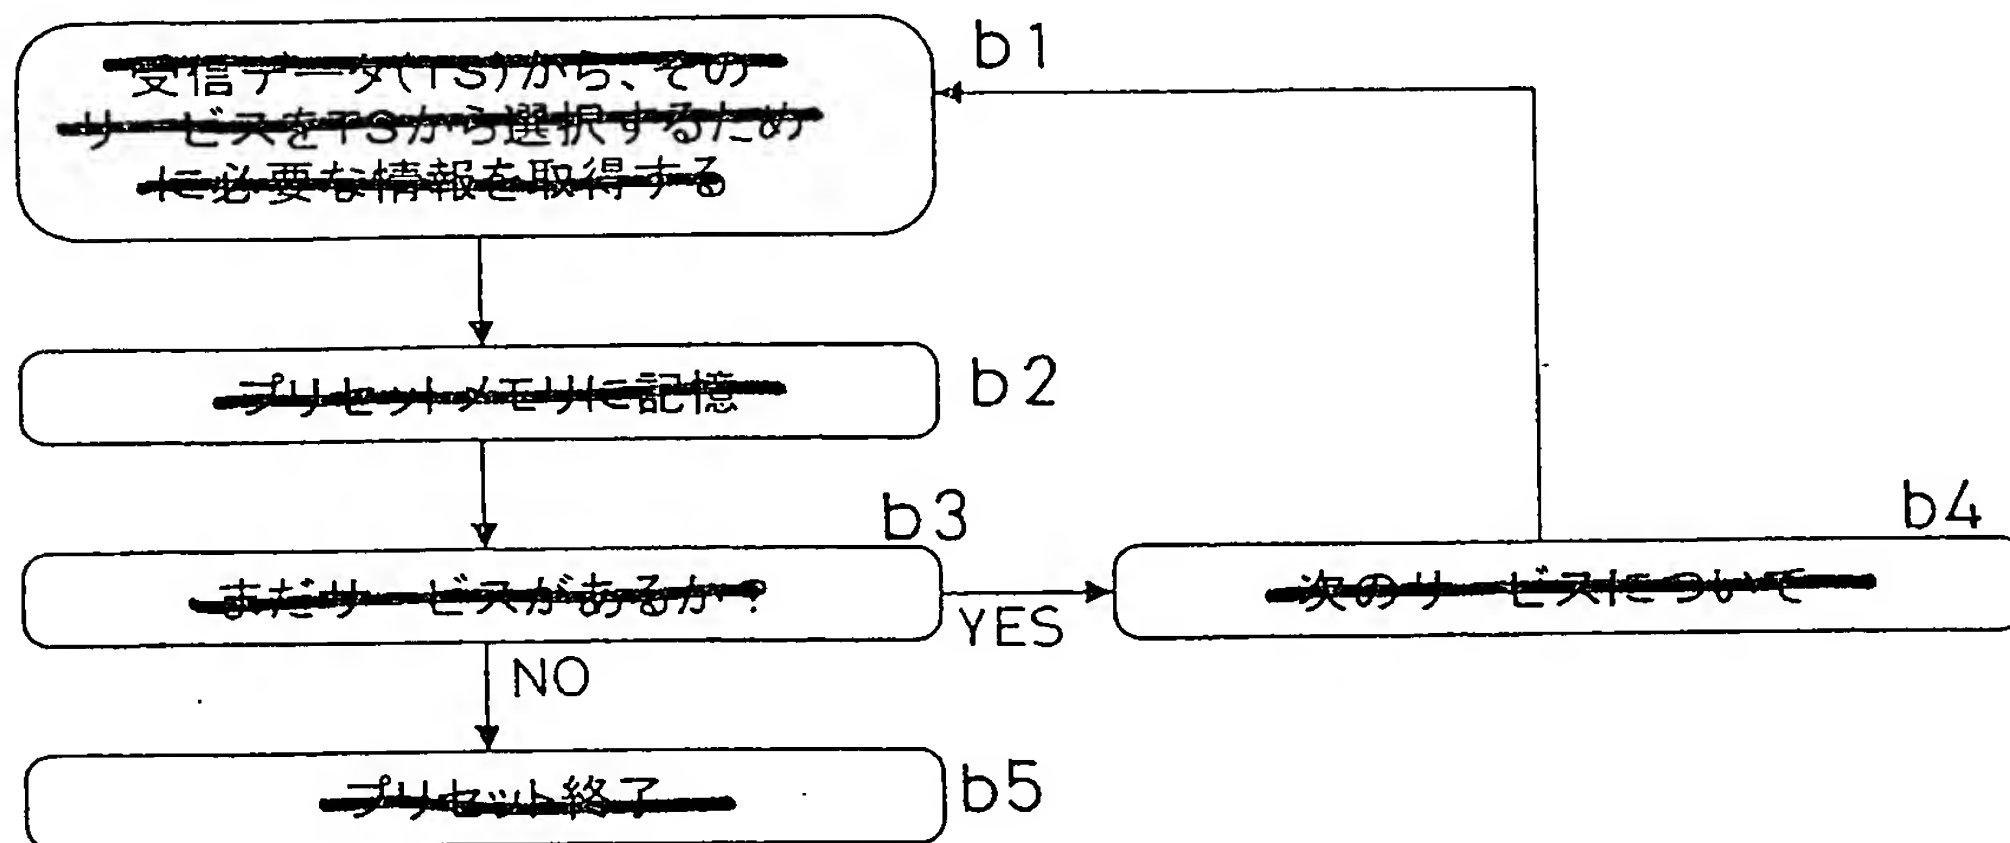 b1
受信データ(TS)から、その
サービスをTSから選択するため
に必要な情報を取得する
プリセットメモリに記憶
b2
b3
まだサービスがあるか?
YES
b4
次のサービスについて
NO
プリセット終了
b5